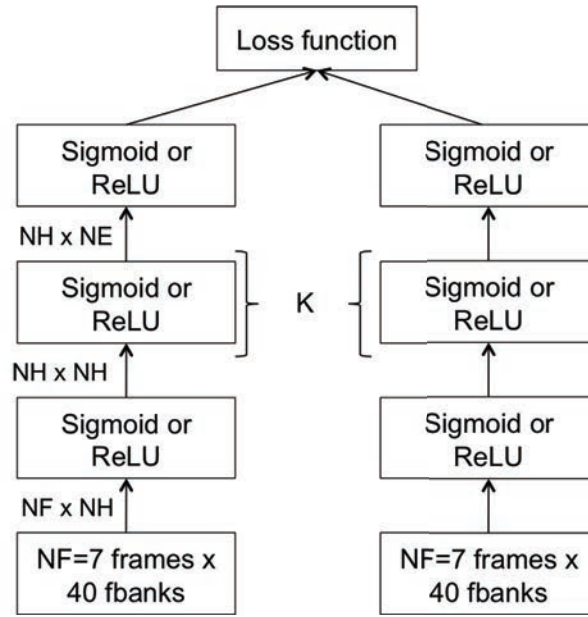 Loss function
Sigmoid or
ReLU
Sigmoid or
ReLU
NH x NE
Sigmoid or
ReLU
K
Sigmoid or
ReLU
NH x NH
Sigmoid or
ReLU
Sigmoid or
ReLU
NF x NH
NF=7 frames x
40 fbanks
NF=7 frames x
40 fbanks